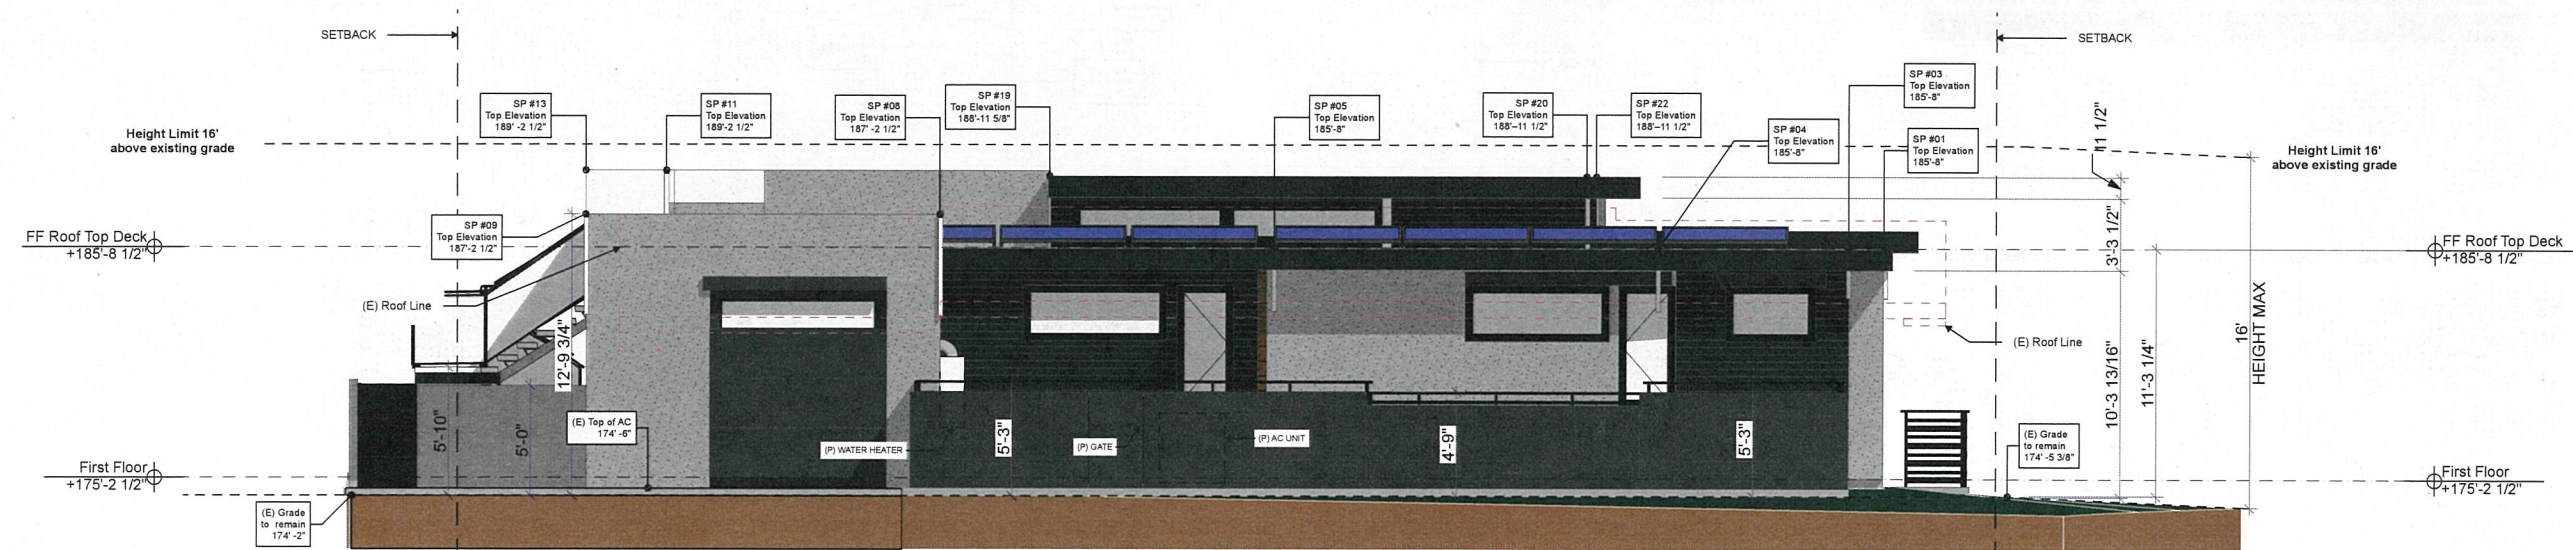 SETBACK
SETBACK
SP #13
Top Elevation
189' -2 1/2"
SP #11
Top Elevation
189'-2 1/2"
SP #08
Top Elevation
187' -2 1/2"
SP #19
Top Elevation
188'-11 5/8"
SP #05
Top Elevation
185'-8"
SP #20
Top Elevation
188'–11 1/2"
SP #22
Top Elevation
188'–11 1/2"
SP #04
Top Elevation
185'-8"
SP #03
Top Elevation
185'-8"
SP #01
Top Elevation
185'-8"
11 1/2"
Height Limit 16'
above existing grade
Height Limit 16'
above existing grade
SP #09
Top Elevation
187'-2 1/2"
FF Roof Top Deck
+185'-8 1/2"
FF Roof Top Deck
+185'-8 1/2"
3'-3 1/2"
(E) Roof Line
(E) Roof Line
12'-9 3/4"
16'
HEIGHT MAX
10'-3 13/16"
11'-3 1/4"
5'-10"
5'-0"
(E) Top of AC
174' -6"
(P) WATER HEATER
5'-3"
(P) GATE
(P) AC UNIT
4'-9"
5'-3"
(E) Grade
to remain
174' -5 3/8"
First Floor
+175'-2 1/2"
First Floor
+175'-2 1/2"
(E) Grade
to remain
174' -2"